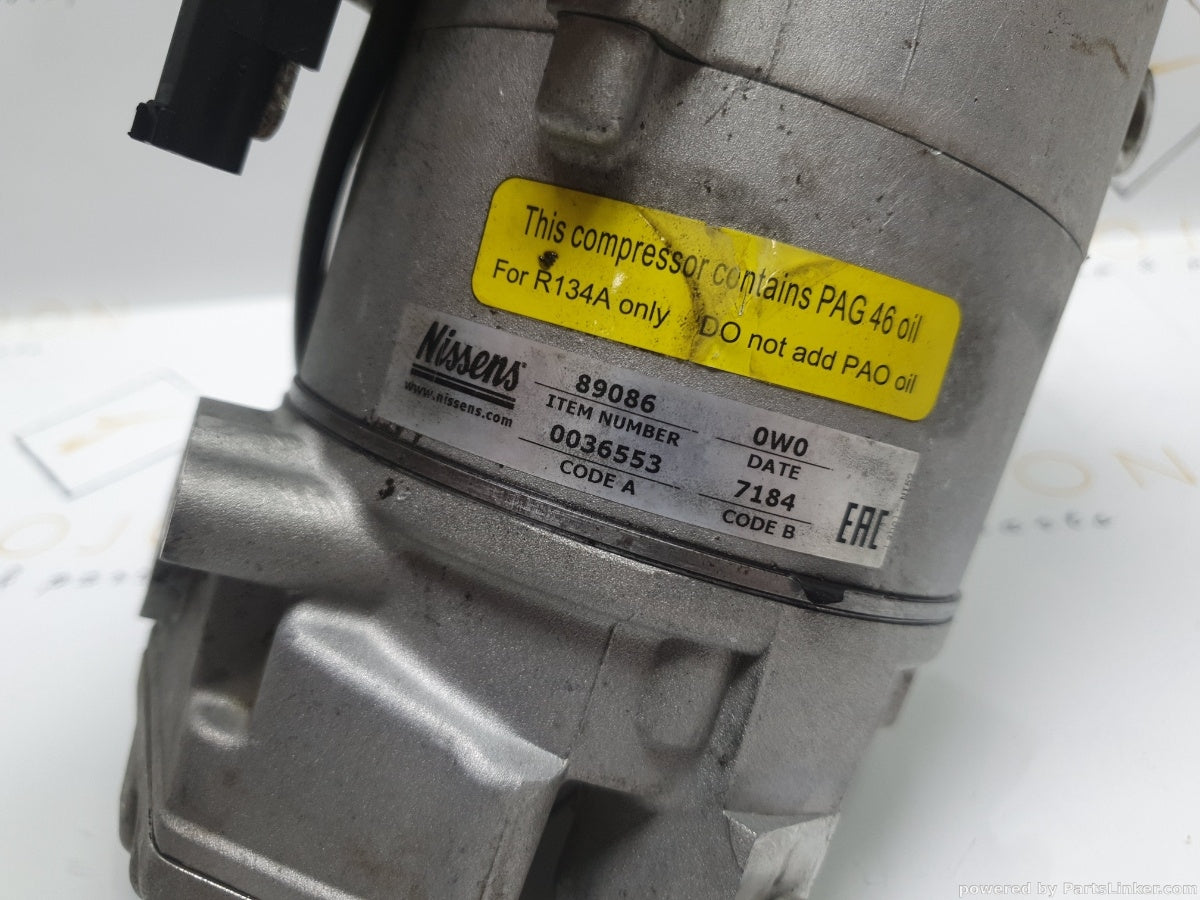 This compressor contains PAG 46 oil
For R134A only DO not add PAO oil
Nissens
www.nissens.com
89086
ITEM NUMBER
0W0
DATE
0036553
CODE A
7184
CODE B
EAC
powered by PartsLinker.com